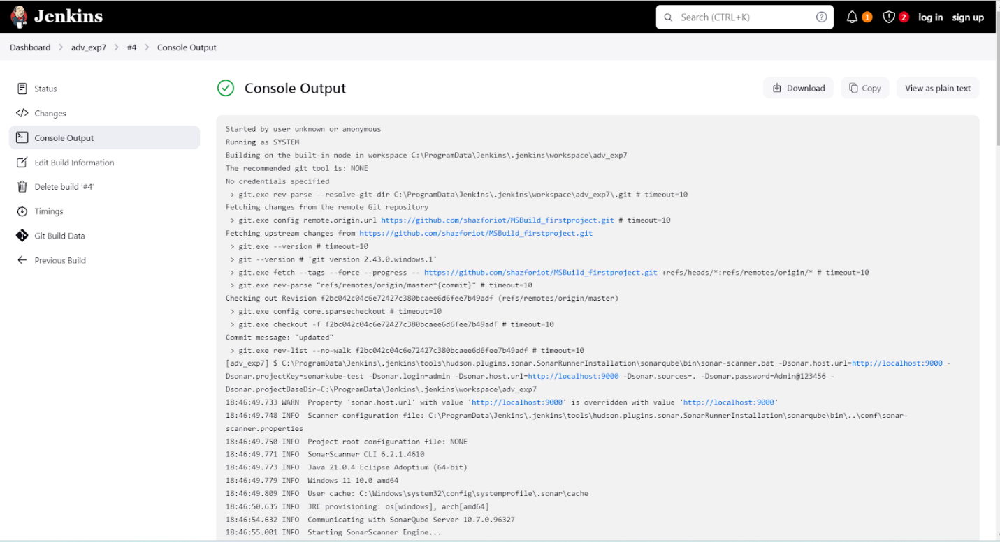 Jenkins
Search (CTRL+K)
1
2
log in
sign up
Dashboard > adv_exp7 > #4 > Console Output
Status
Changes
Console Output
Edit Build Information
Delete build '#4'
Timings
Git Build Data
Previous Build
Console Output
Download
Copy
View as plain text
Started by user unknown or anonymous
Running as SYSTEM
Building on the built-in node in workspace C:\ProgramData\Jenkins\.jenkins\workspace\adv_exp7
The recommended git tool is: NONE
No credentials specified
> git.exe rev-parse --resolve-git-dir C:\ProgramData\Jenkins\.jenkins\workspace\adv_exp7\.git # timeout=10
Fetching changes from the remote Git repository
> git.exe config remote.origin.url https://github.com/shazforiot/MSBuild_firstproject.git # timeout=10
Fetching upstream changes from https://github.com/shazforiot/MSBuild_firstproject.git
> git.exe --version # timeout=10
> git --version # 'git version 2.43.0.windows.1'
> git.exe fetch --tags --force --progress -- https://github.com/shazforiot/MSBuild_firstproject.git +refs/heads/*:refs/remotes/origin/* # timeout=10
> git.exe rev-parse "refs/remotes/origin/master^{commit}" # timeout=10
Checking out Revision f2bc042c04c6e72427c380bcaee6d6fee7b49adf (refs/remotes/origin/master)
> git.exe config core.sparsecheckout # timeout=10
> git.exe checkout -f f2bc042c04c6e72427c380bcaee6d6fee7b49adf # timeout=10
Commit message: "updated"
> git.exe rev-list --no-walk f2bc042c04c6e72427c380bcaee6d6fee7b49adf # timeout=10
[adv_exp7] $ C:\ProgramData\Jenkins\.jenkins\tools\hudson.plugins.sonar.SonarRunnerInstallation\sonarqube\bin\sonar-scanner.bat -Dsonar.host.url=http://localhost:9000 -
Dsonar.projectKey=sonarkube-test -Dsonar.login=admin -Dsonar.host.url=http://localhost:9000 -Dsonar.sources=. -Dsonar.password=Admin@123456 -
Dsonar.projectBaseDir=C:\ProgramData\Jenkins\.jenkins\workspace\adv_exp7
18:46:49.733 WARN  Property 'sonar.host.url' with value 'http://localhost:9000' is overridden with value 'http://localhost:9000'
18:46:49.748 INFO  Scanner configuration file: C:\ProgramData\Jenkins\.jenkins\tools\hudson.plugins.sonar.SonarRunnerInstallation\sonarqube\bin\..\conf\sonar-
scanner.properties
18:46:49.750 INFO  Project root configuration file: NONE
18:46:49.771 INFO  SonarScanner CLI 6.2.1.4610
18:46:49.773 INFO  Java 21.0.4 Eclipse Adoptium (64-bit)
18:46:49.779 INFO  Windows 11 10.0 amd64
18:46:49.809 INFO  User cache: C:\Windows\system32\config\systemprofile\.sonar\cache
18:46:50.635 INFO  JRE provisioning: os[windows], arch[amd64]
18:46:54.632 INFO  Communicating with SonarQube Server 10.7.0.96327
18:46:55.001 INFO  Starting SonarScanner Engine...